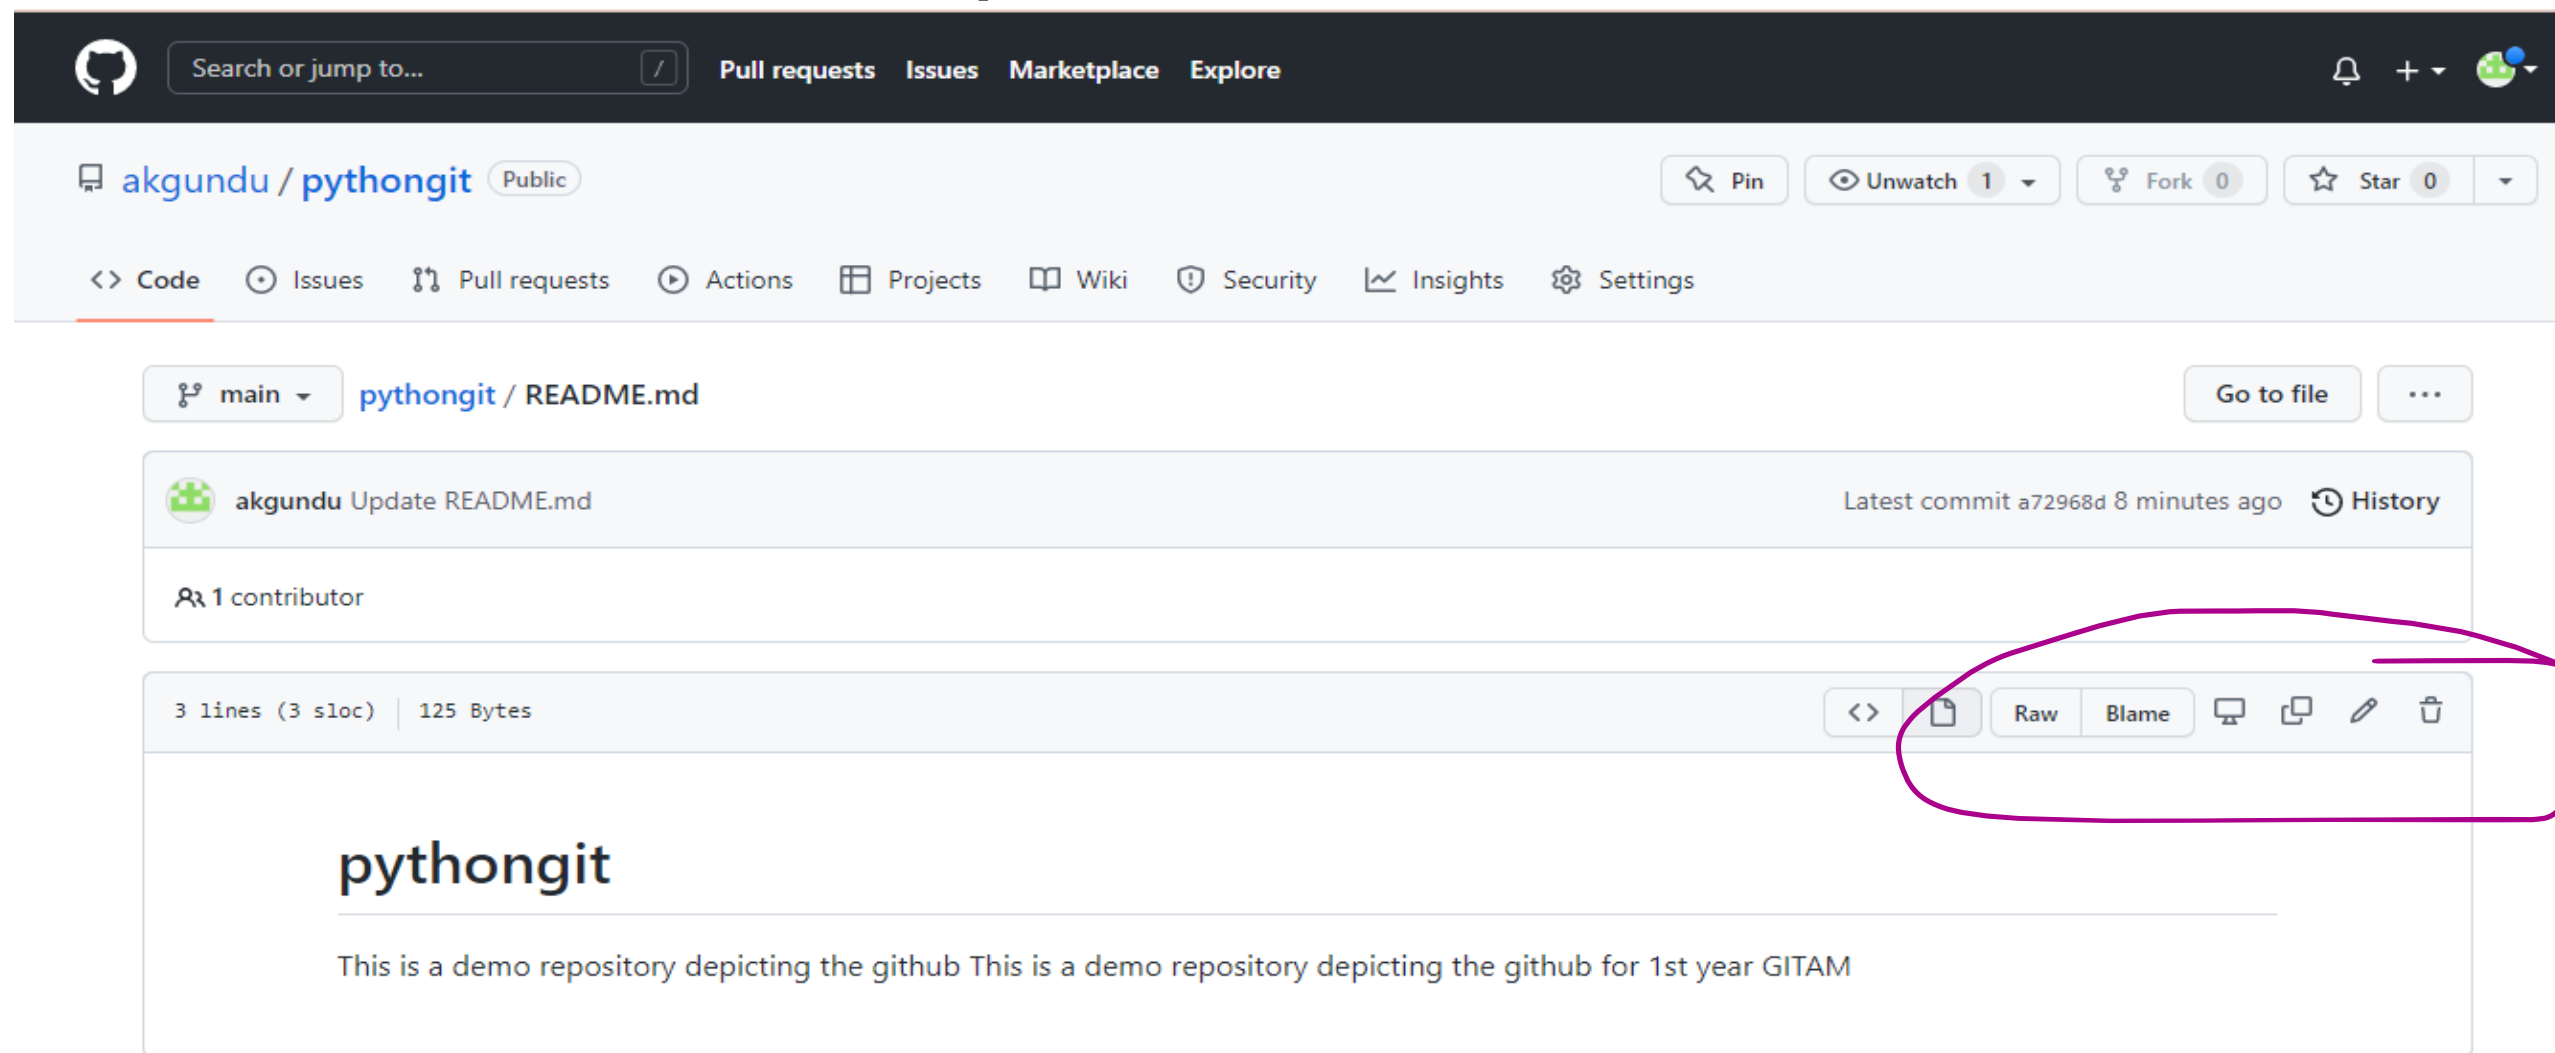 Search or jump to... / Pull requests Issues Marketplace Explore
akgundu / pythongit Public Pin Unwatch 1 Fork 0 Star 0
<> Code Issues Pull requests Actions Projects Wiki Security Insights Settings
main pythongit / README.md Go to file ...
akgundu Update README.md Latest commit a72968d 8 minutes ago History
1 contributor
3 lines (3 sloc) 125 Bytes <> Raw Blame
pythongit
This is a demo repository depicting the github This is a demo repository depicting the github for 1st year GITAM